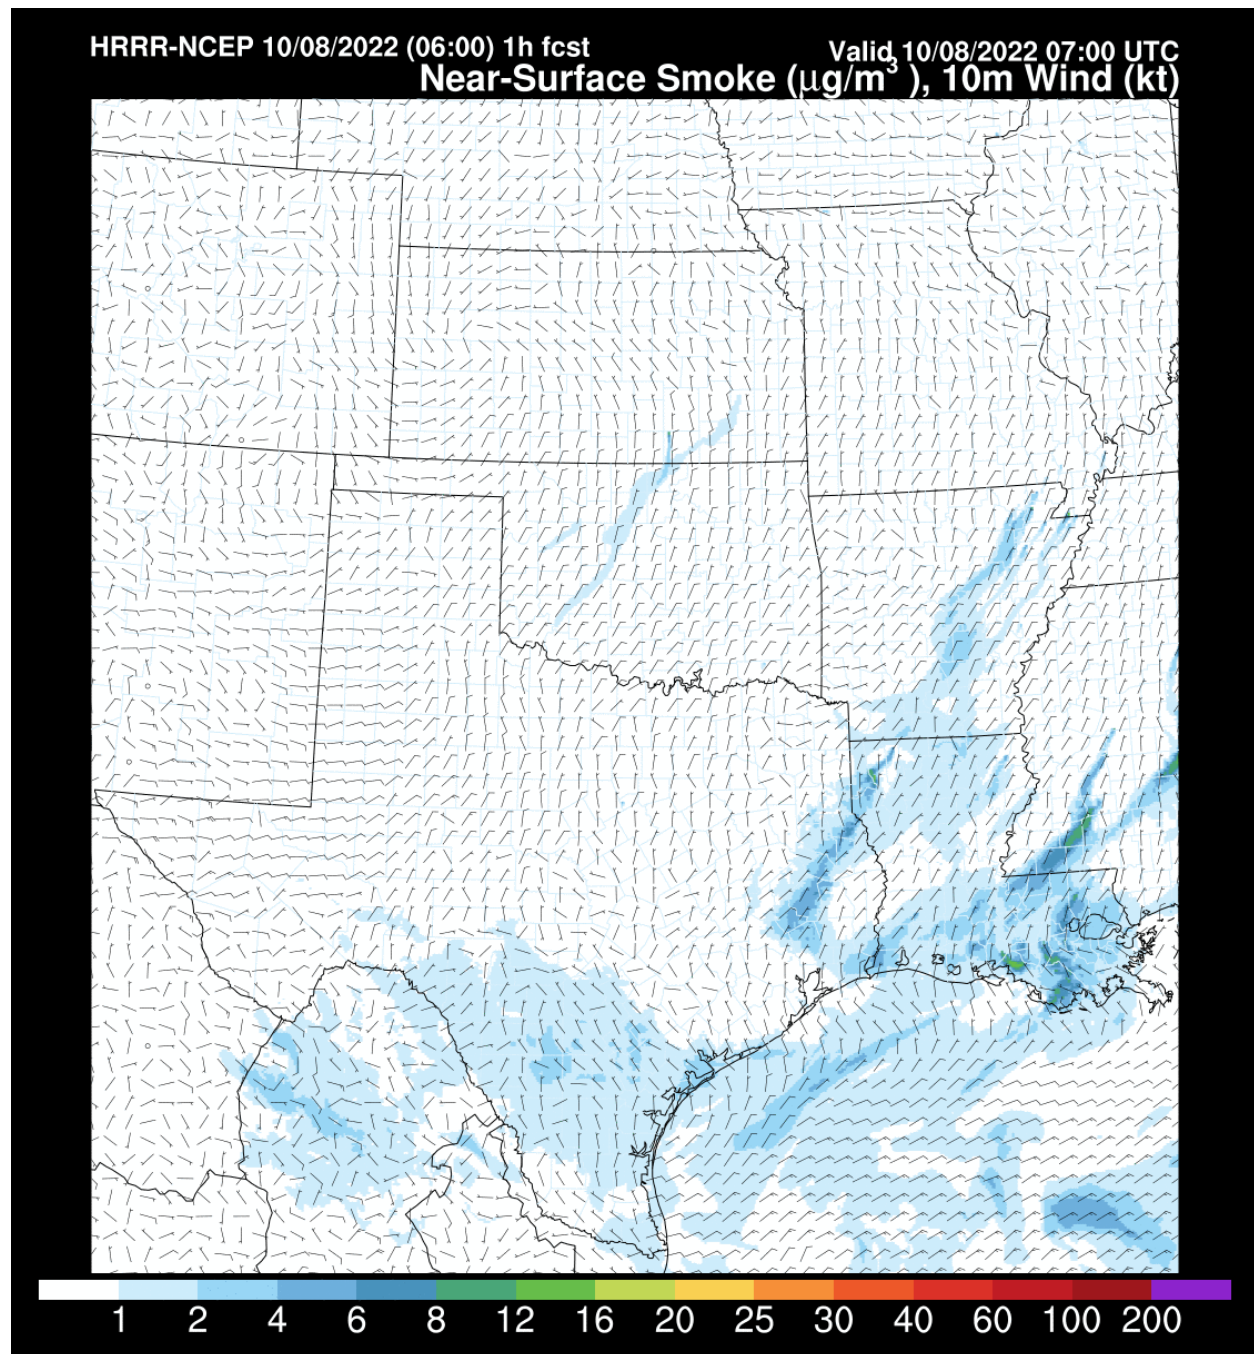 HRRR-NCEP 10/08/2022 (06:00) 1h fcst
Valid 10/08/2022 07:00 UTC
Near-Surface Smoke (μg/m³ ), 10m Wind (kt)
1 2 4 6 8 12 16 20 25 30 40 60 100 200